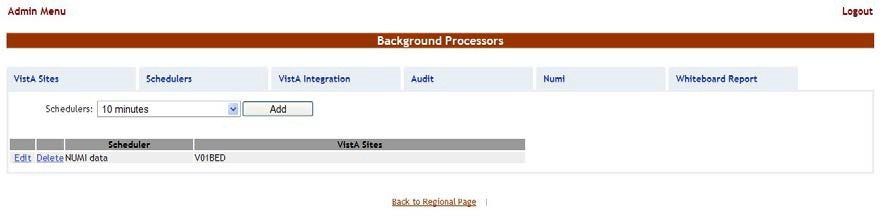 Admin Menu Logout
Background Processors
VistA Sites Schedulers VistA Integration Audit Numi Whiteboard Report
Schedulers: 10 minutes Add
Scheduler VistA Sites
Edit Delete NUMI data V01BED
Back to Regional Page |